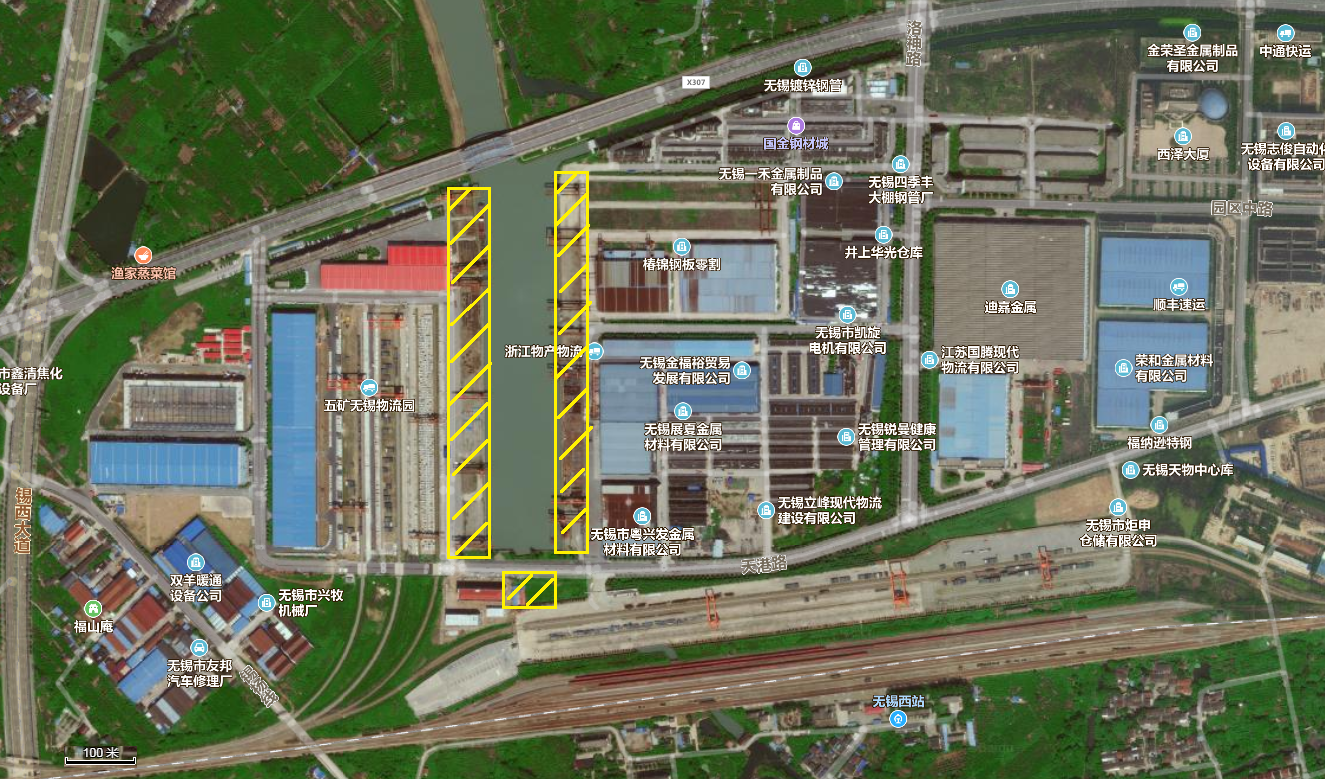 洛神路
金荣圣金属制品
有限公司
中通快运
X307
无锡镀锌钢管
国金钢材城
西泽大厦
无锡志俊自动化
设备有限公司
无锡一禾金属制品
有限公司
无锡四季丰
大棚钢管厂
园区中路
井上华光仓库
椿锦钢板零割
渔家蒸菜馆
迪嘉金属
顺丰速运
无锡市凯旋
电机有限公司
浙江物产物流
江苏国腾现代
物流有限公司
无锡金福裕贸易
发展有限公司
荣和金属材料
有限公司
市鑫清焦化
设备厂
五矿无锡物流园
无锡展夏金属
材料有限公司
无锡锐曼健康
管理有限公司
福纳逊特钢
无锡天物中心库
锡西大道
无锡立峰现代物流
建设有限公司
无锡市粤兴发金属
材料有限公司
无锡市炬申
仓储有限公司
天港路
双羊暖通
设备公司
无锡市兴牧
机械厂
福山庵
无锡市友邦
汽车修理厂
无锡西站
100 米